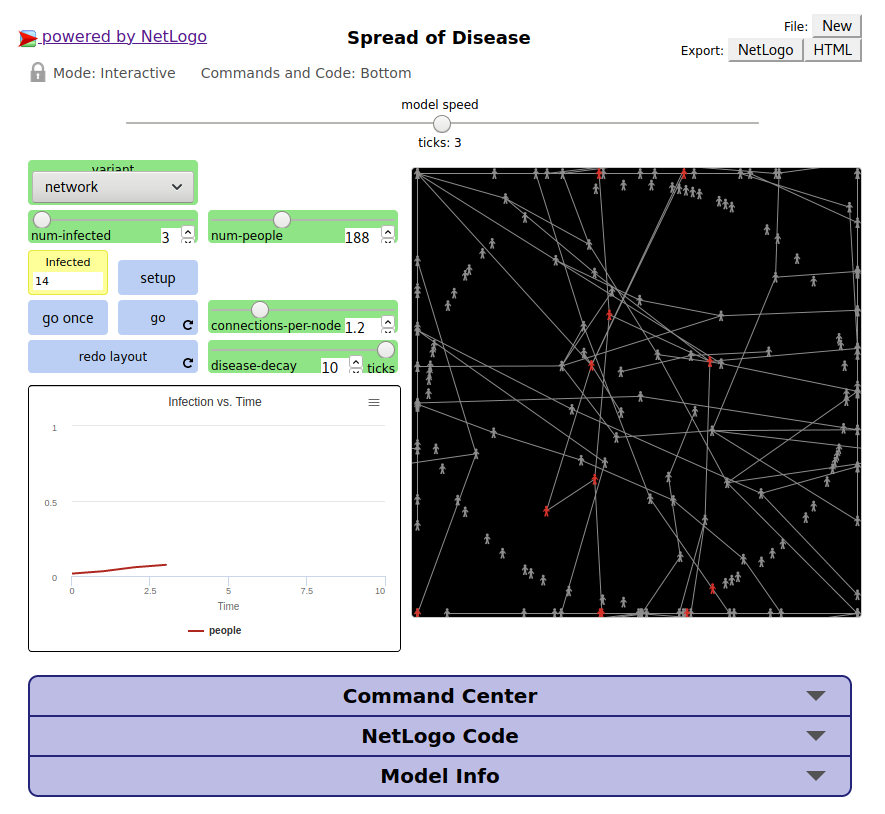 powered by NetLogo
Spread of Disease
File: New
Export: NetLogo HTML
Mode: Interactive
Commands and Code: Bottom
model speed
ticks: 3
variant
network
num-infected 3
num-people 188
Infected
14
setup
go once
go
connections-per-node 1.2
redo layout
disease-decay 10 ticks
Infection vs. Time
1
0.5
0
0 2.5 5 7.5 10
Time
people
Command Center
NetLogo Code
Model Info